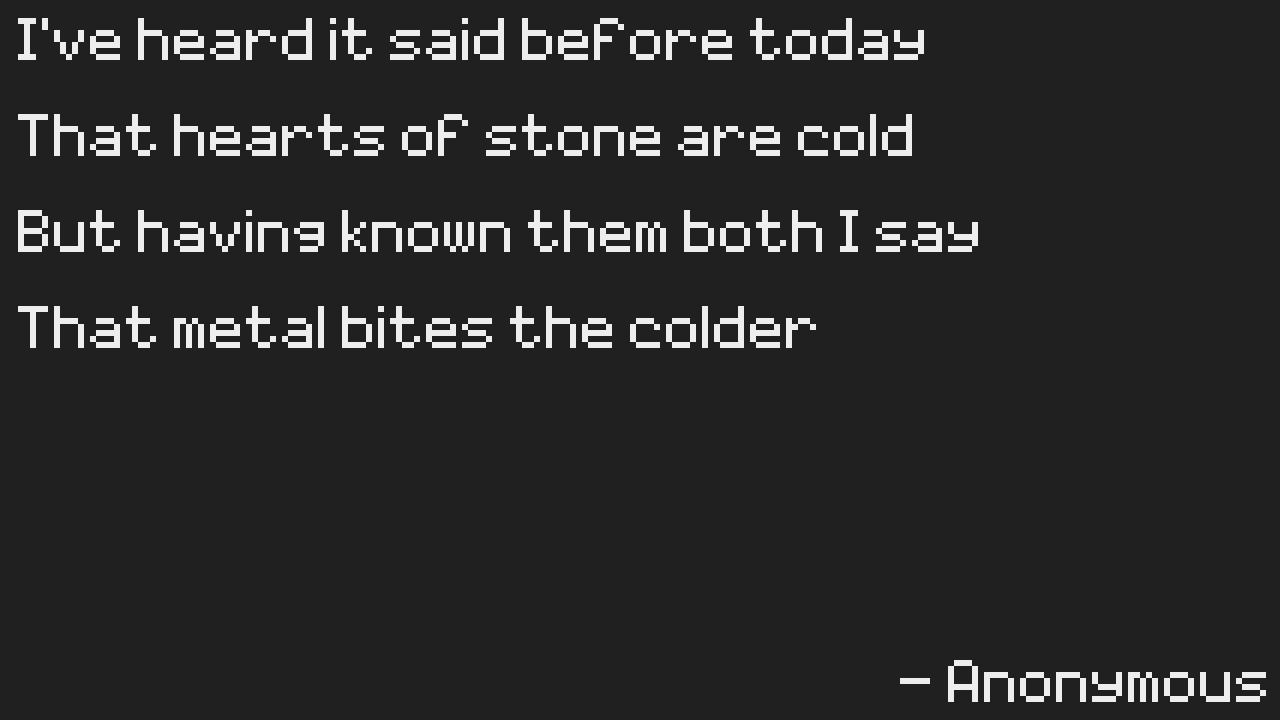 I've heard it said before today
That hearts of stone are cold
But having known them both I say
That metal bites the colder
- Anonymous